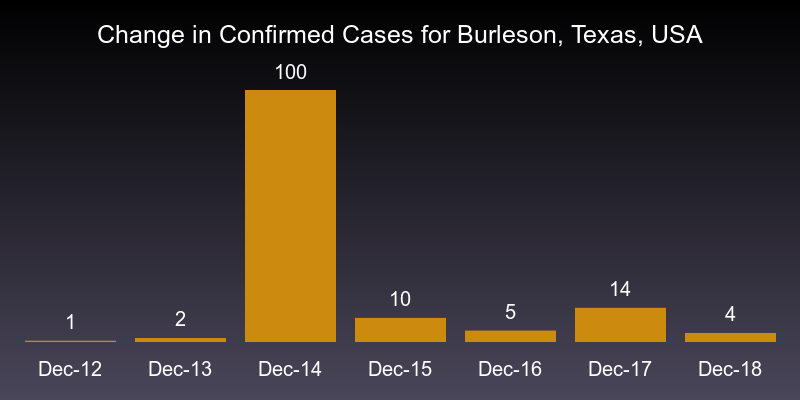 Change in Confirmed Cases for Burleson, Texas, USA
100
1
2
10
5
14
4
Dec-12
Dec-13
Dec-14
Dec-15
Dec-16
Dec-17
Dec-18